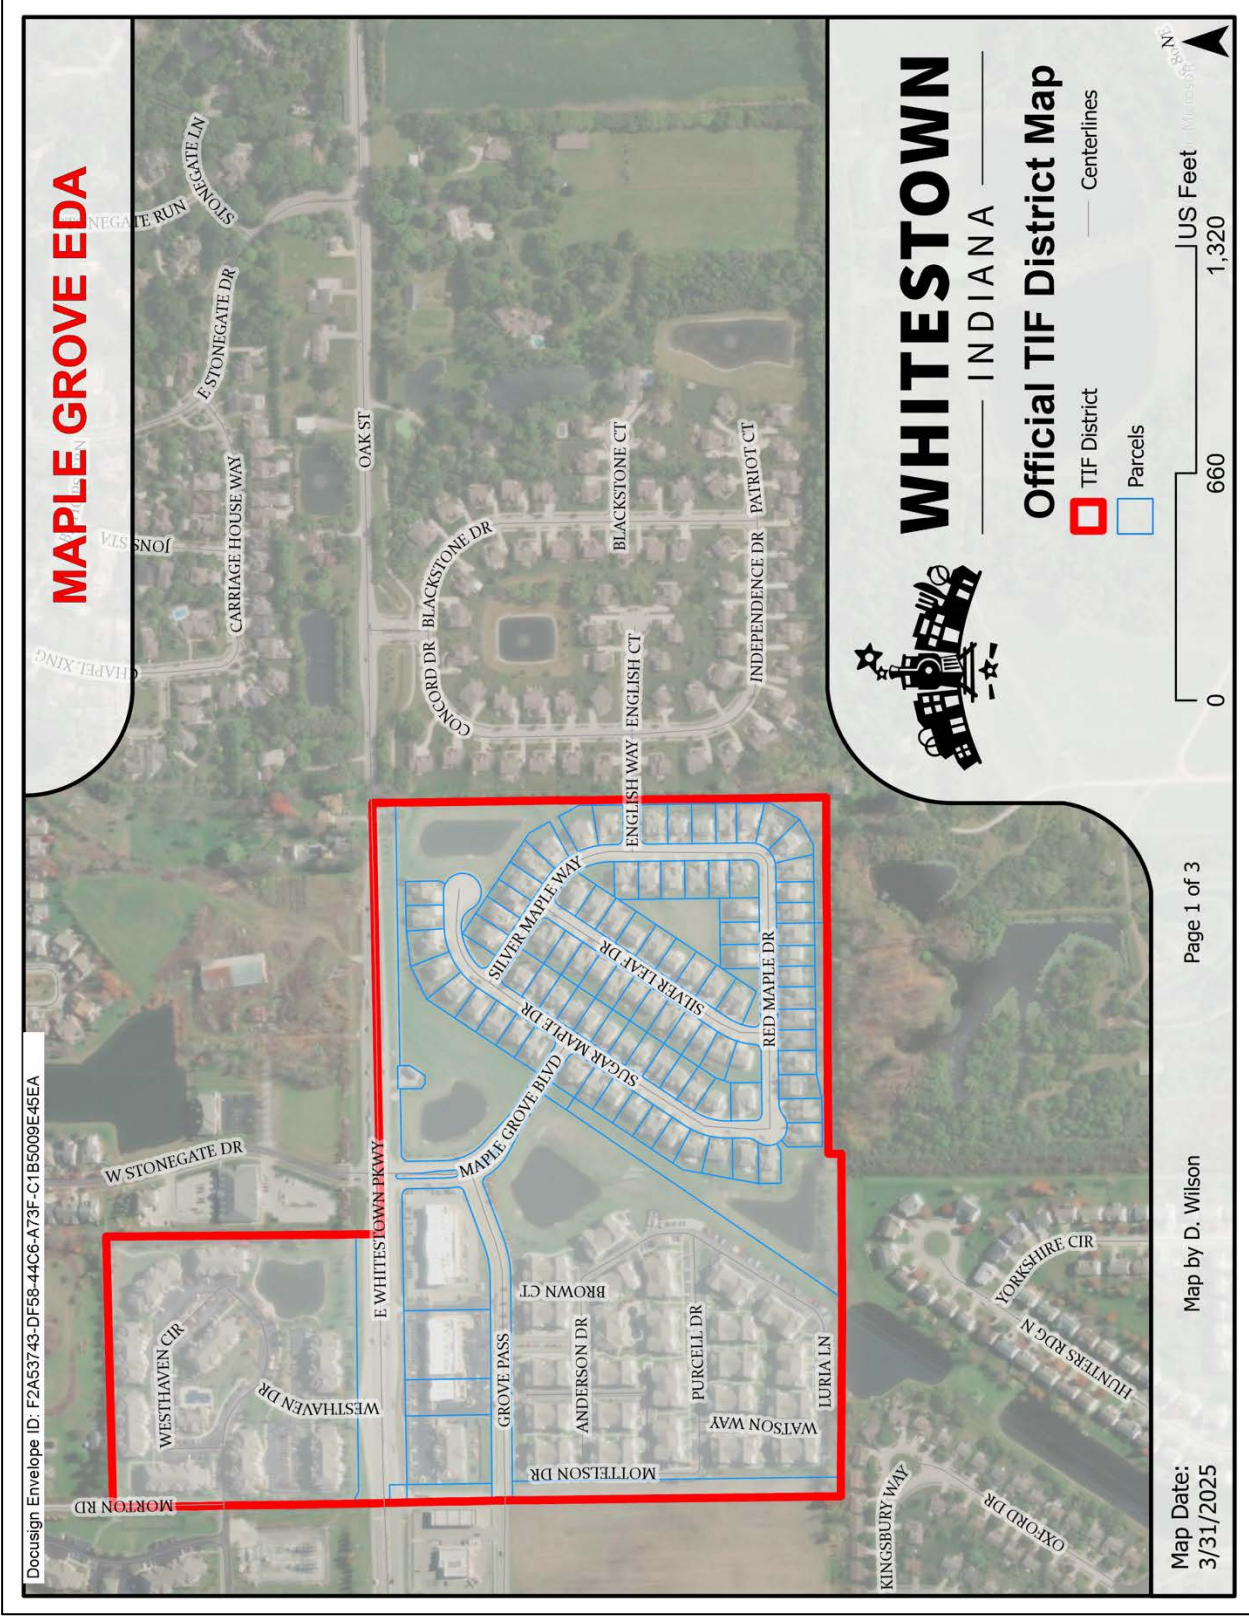 Docusign Envelope ID: F2A53743-DF58-44C6-A73F-C1B5009E45EA
MAPLE GROVE EDA
MORTON RD
WESTHAVEN CIR
WESTHAVEN DR
W STONEGATE DR
CHAPEL XING
CARRIAGE HOUSE WAY
E STONEGATE DR
STONEGATE LN
E WHITESTOWN PKWY
OAK ST
GROVE PASS
BROWN CT
ANDERSON DR
MOTTELSON DR
PURCELL DR
WATSON WAY
LURIA LN
MAPLE GROVE BLVD
SUGAR MAPLE DR
SILVER MAPLE WAY
SILVER LEAF DR
RED MAPLE DR
ENGLISH WAY
ENGLISH CT
CONCORD DR
BLACKSTONE DR
BLACKSTONE CT
INDEPENDENCE DR
PATRIOT CT
KINGSBURY WAY
OXFORD DR
HUNTERS RDG N
YORKSHIRE CIR
WHITESTOWN
INDIANA
Official TIF District Map
TIF District
Centerlines
Parcels
0 660 1,320
US Feet
N
Map Date:
3/31/2025
Map by D. Wilson
Page 1 of 3